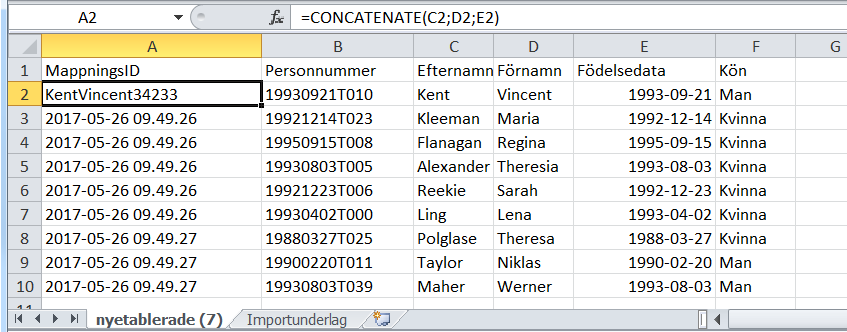 A2 fx =CONCATENATE(C2;D2;E2)
A B C D E F G
1 MappningsID Personnummer Efternamn Förnamn Födelsedata Kön
2 KentVincent34233 19930921T010 Kent Vincent 1993-09-21 Man
3 2017-05-26 09.49.26 19921214T023 Kleeman Maria 1992-12-14 Kvinna
4 2017-05-26 09.49.26 19950915T008 Flanagan Regina 1995-09-15 Kvinna
5 2017-05-26 09.49.26 19930803T005 Alexander Theresia 1993-08-03 Kvinna
6 2017-05-26 09.49.26 19921223T006 Reekie Sarah 1992-12-23 Kvinna
7 2017-05-26 09.49.26 19930402T000 Ling Lena 1993-04-02 Kvinna
8 2017-05-26 09.49.27 19880327T025 Polglase Theresa 1988-03-27 Kvinna
9 2017-05-26 09.49.27 19900220T011 Taylor Niklas 1990-02-20 Man
10 2017-05-26 09.49.27 19930803T039 Maher Werner 1993-08-03 Man
nyetablerade (7) Importunderlag